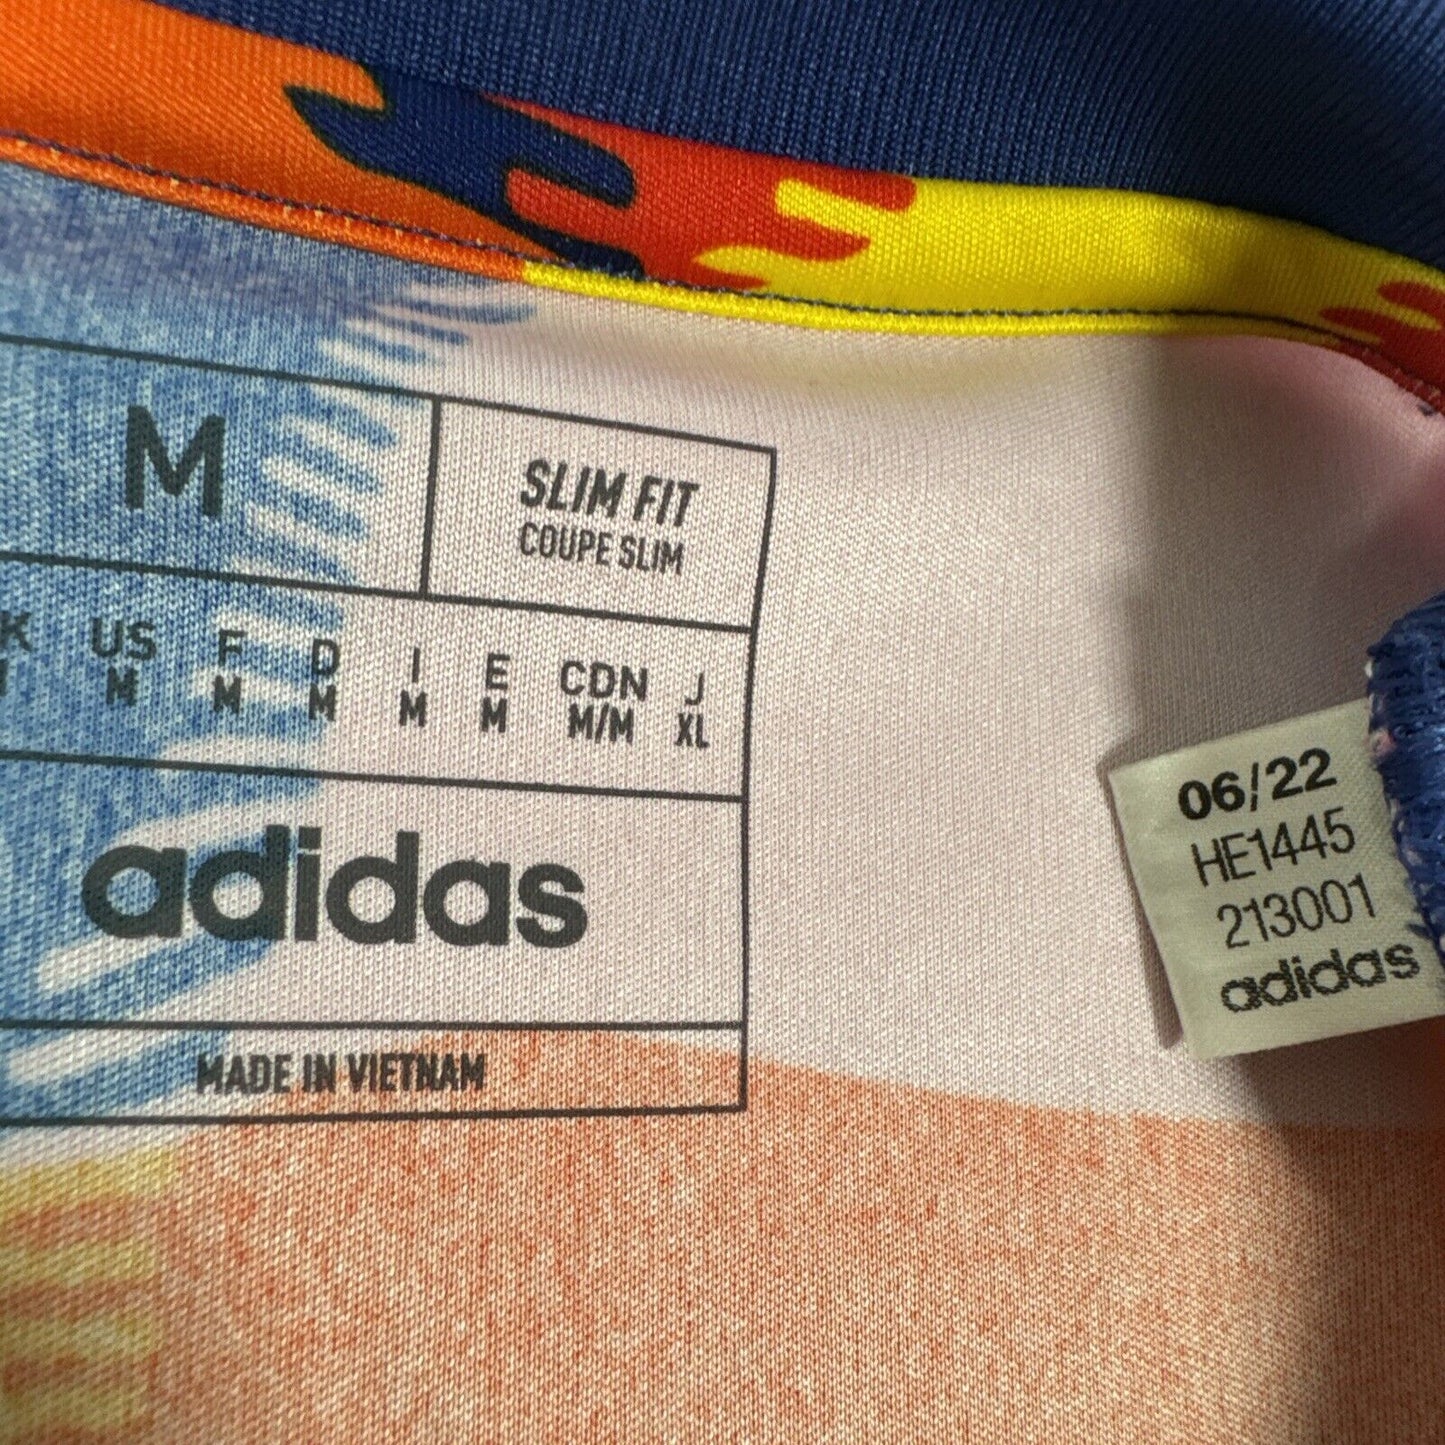 M
SLIM FIT
COUPE SLIM
US F D I E CDN J
M M M M M M/M XL
adidas
MADE IN VIETNAM
06/22
HE1445
213001
adidas